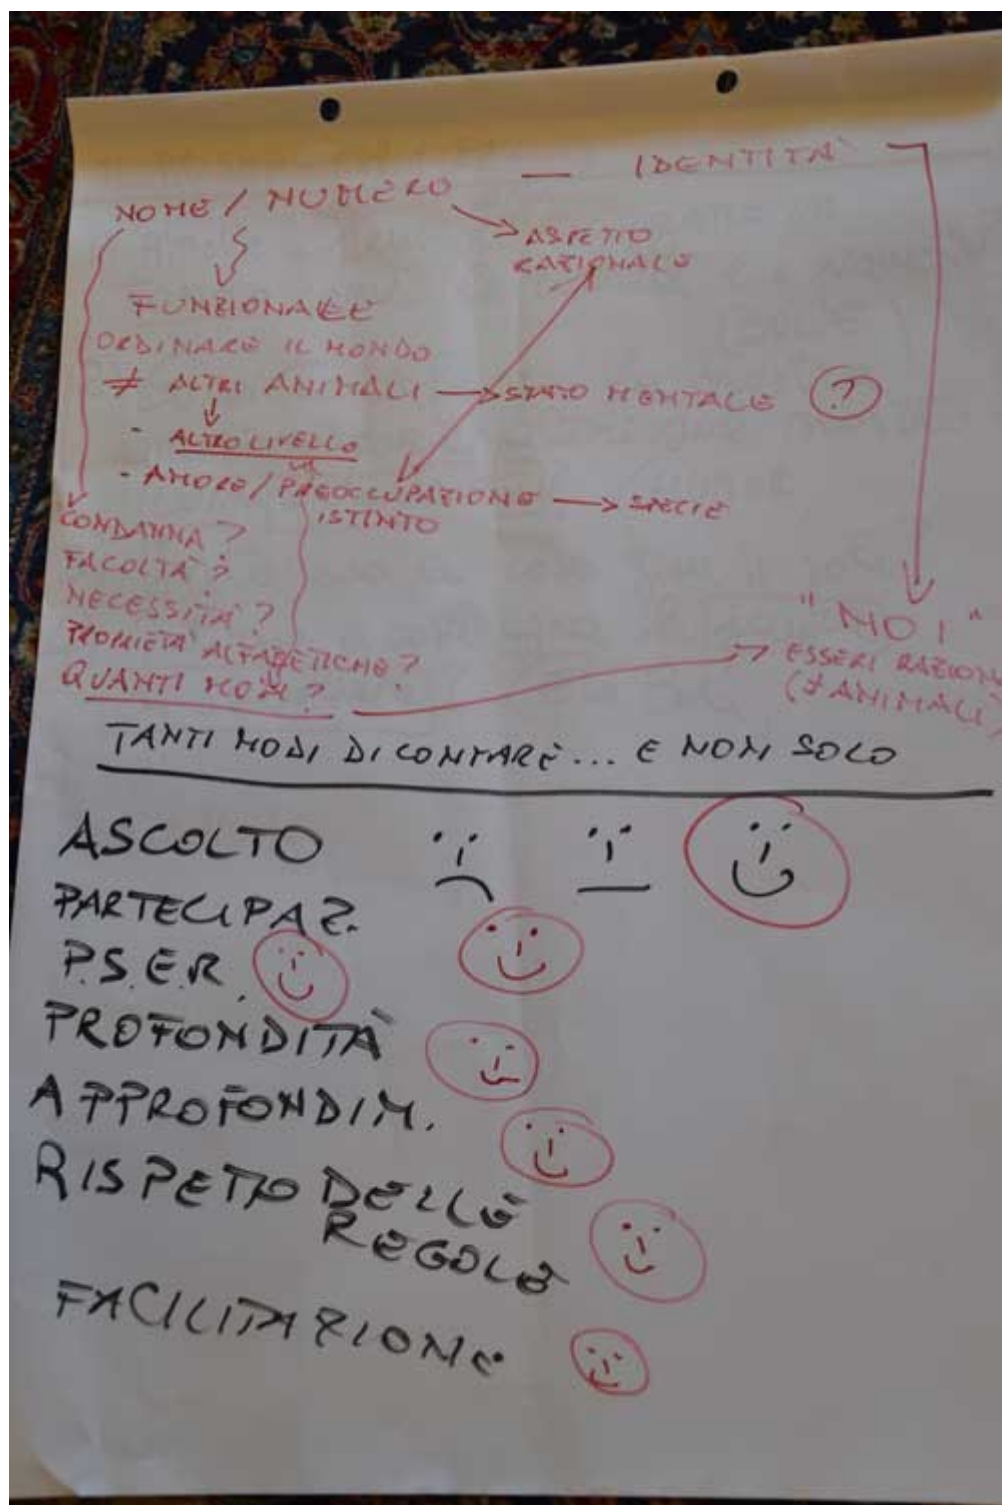 NOME / NUMERO — IDENTITÀ
ASPETTO
RAZIONALE
FUNZIONALE
ORDINARE IL MONDO
≠ ALTRI ANIMALI → STATO MENTALE (?)
- ALTRO LIVELLO
- AMORE / PREOCCUPAZIONE → SPECIE
ISTINTO
CONDANNA?
FACOLTÀ?
NECESSITÀ?
PROPRIETÀ ALFABETICHE?
QUANTI NOMI?
"NOI"
ESSERI RAZION
(≠ ANIMALI)
TANTI MODI DI CONTARE... E NON SOLO
ASCOLTO
PARTECIPAZ.
P.S.E.R.
PROFONDITÀ
APPROFONDIM.
RISPETTO DELLE
REGOLE
FACILITAZIONE